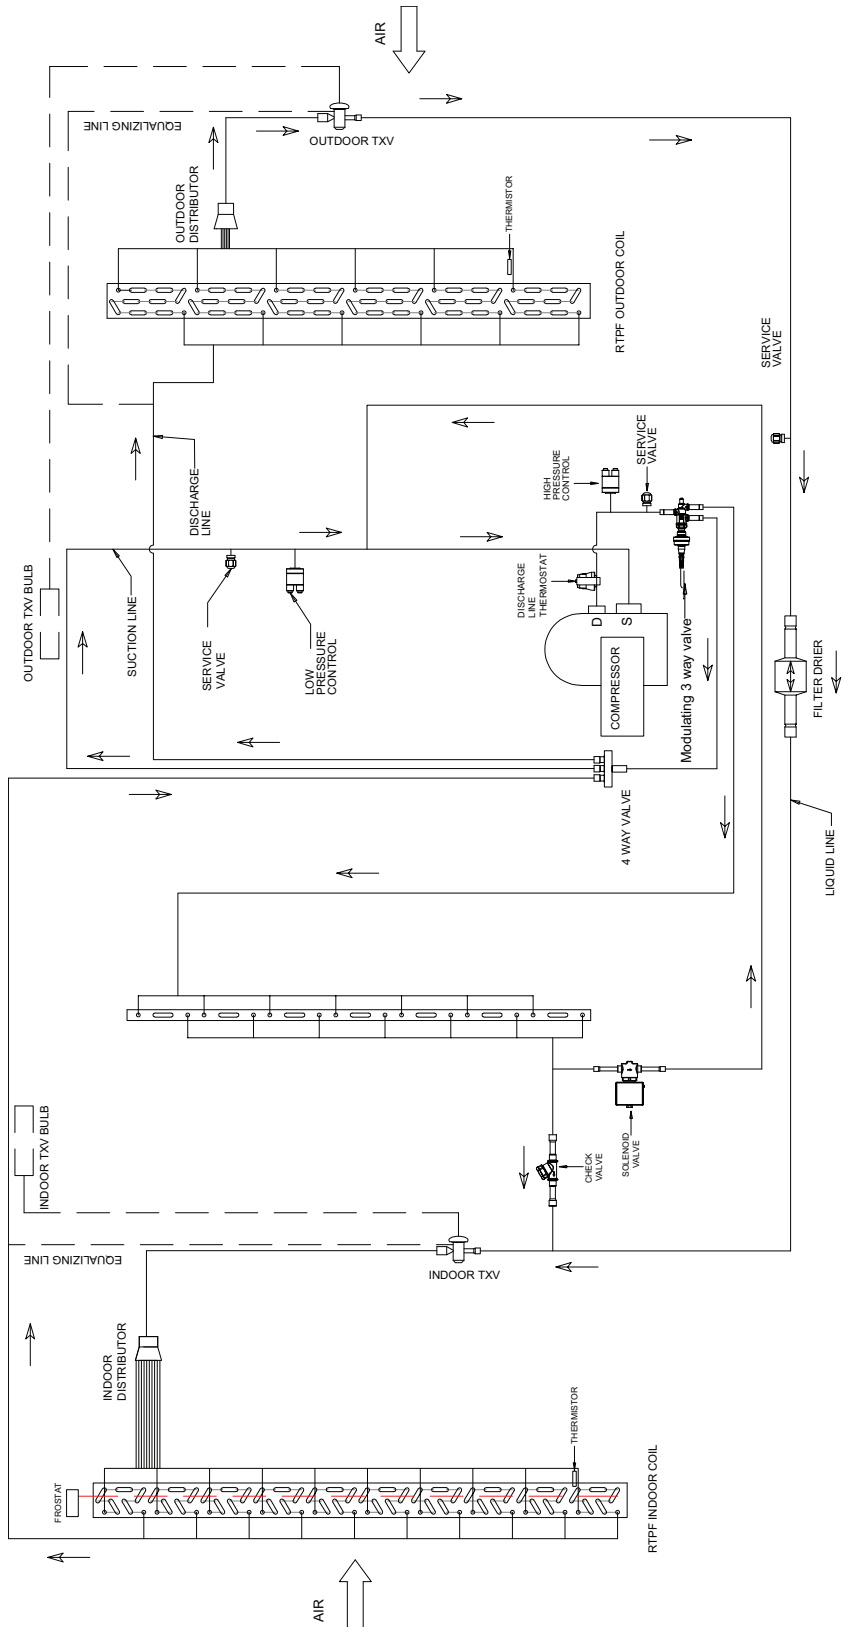 AIR
EQUALIZING LINE
OUTDOOR TXV
OUTDOOR
DISTRIBUTOR
THERMISTOR
RTPF OUTDOOR COIL
SERVICE
VALVE
DISCHARGE
LINE
HIGH
PRESSURE
CONTROL
SERVICE
VALVE
OUTDOOR TXV BULB
SUCTION LINE
SERVICE
VALVE
LOW
PRESSURE
CONTROL
DISCHARGE
LINE
THERMOSTAT
D
S
COMPRESSOR
Modulating 3 way valve
FILTER DRIER
4 WAY VALVE
LIQUID LINE
INDOOR TXV BULB
CHECK
VALVE
SOLENOID
VALVE
EQUALIZING LINE
INDOOR TXV
INDOOR
DISTRIBUTOR
FROSTAT
THERMISTOR
RTPF INDOOR COIL
AIR